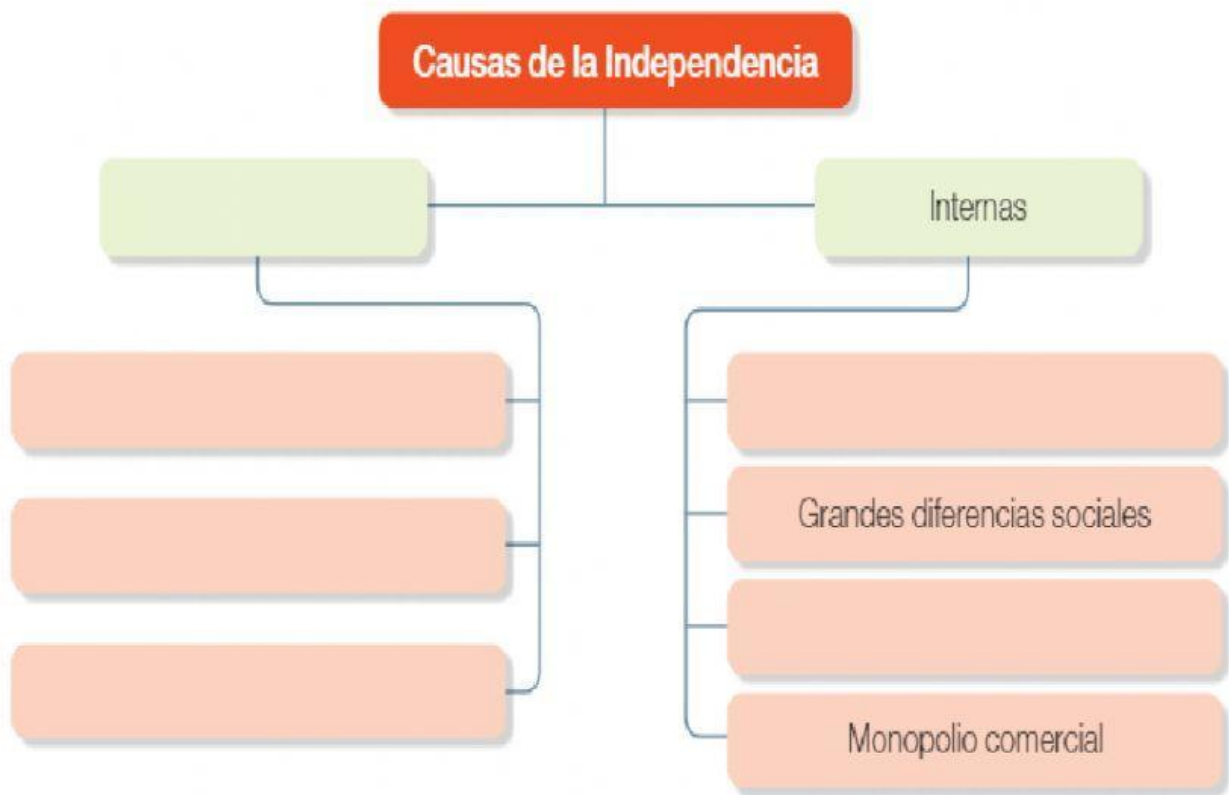 Causas de la Independencia
Internas
Grandes diferencias sociales
Monopolio comercial